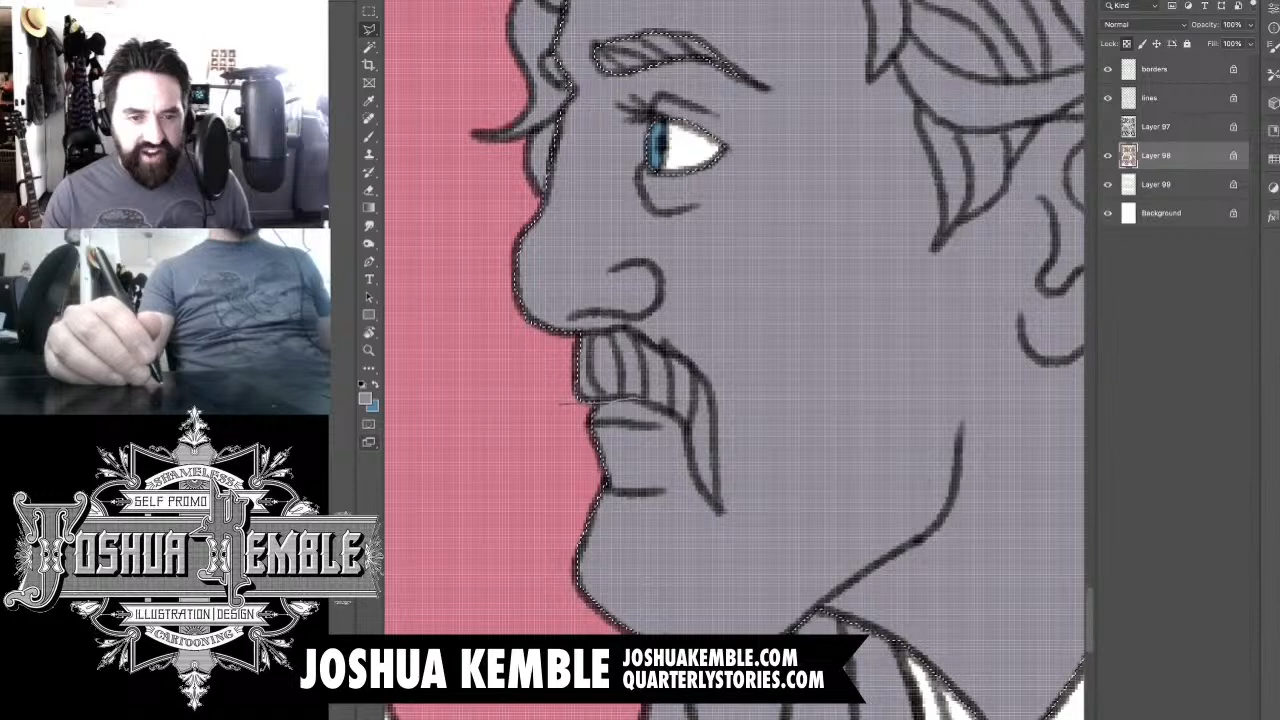 Kind
Normal
Opacity: 100%
Lock:
Fill: 100%
borders
lines
Layer 97
Layer 98
Layer 99
Background
SHAMELESS
SELF PROMO
JOSHUA KEMBLE
ILLUSTRATION | DESIGN
CARTOONING
JOSHUA KEMBLE
JOSHUAKEMBLE.COM
QUARTERLYSTORIES.COM